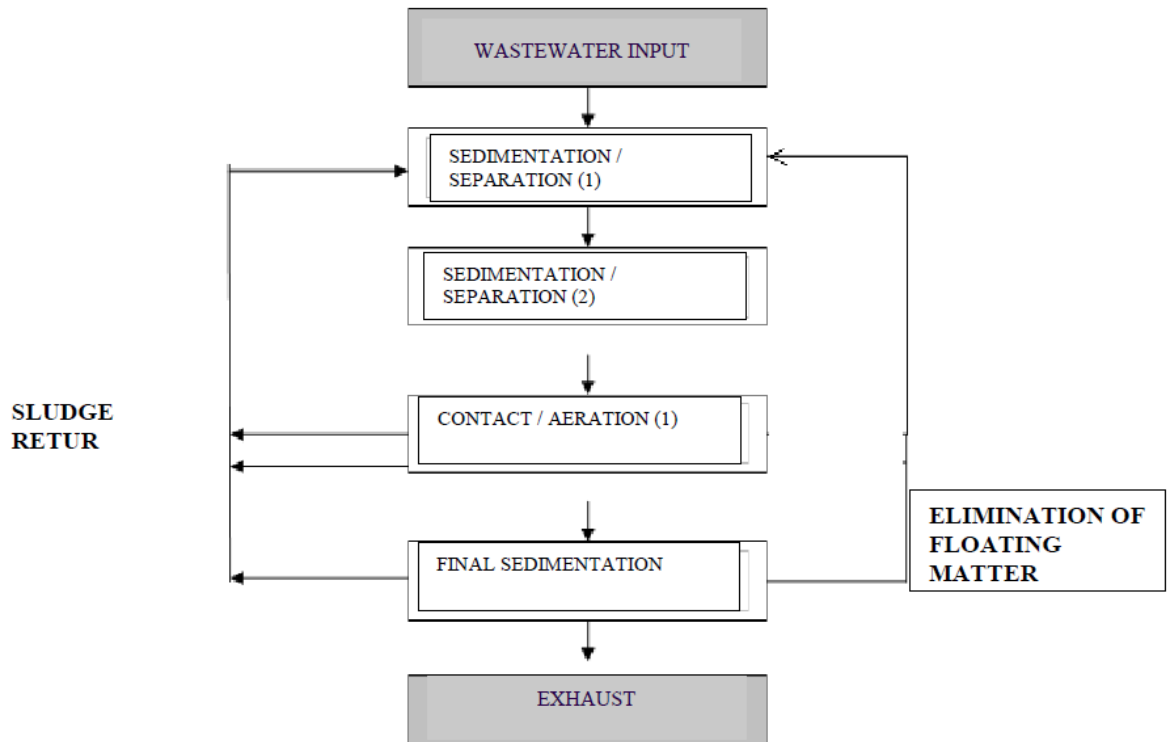 WASTEWATER INPUT
SEDIMENTATION /
SEPARATION (1)
SEDIMENTATION /
SEPARATION (2)
SLUDGE
RETUR
CONTACT / AERATION (1)
ELIMINATION OF
FLOATING
MATTER
FINAL SEDIMENTATION
EXHAUST